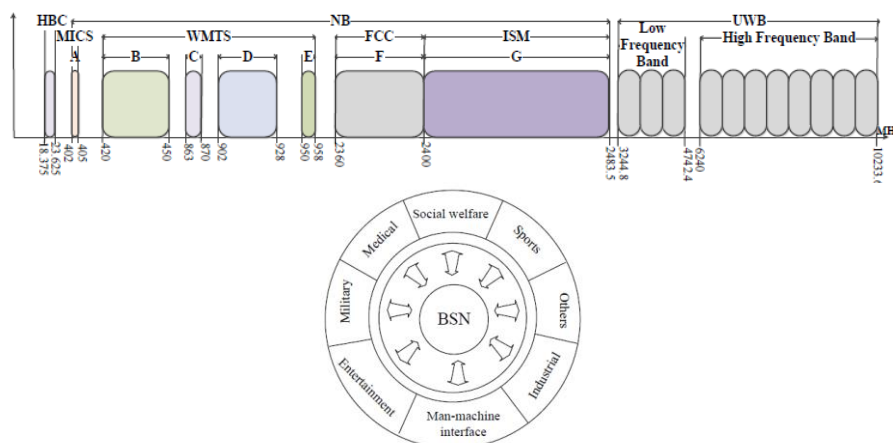 HBC NB UWB
MICS WMTS FCC ISM Low Frequency Band High Frequency Band
A B C D E F G
18.375 23.625 402 405 420 450 863 870 902 928 950 958 2360 2400 2483.5 3244.8 4742.4 6240 10233.6
Social welfare
Medical
Sports
Military
Others
BSN
Entertainment
Industrial
Man-machine
interface